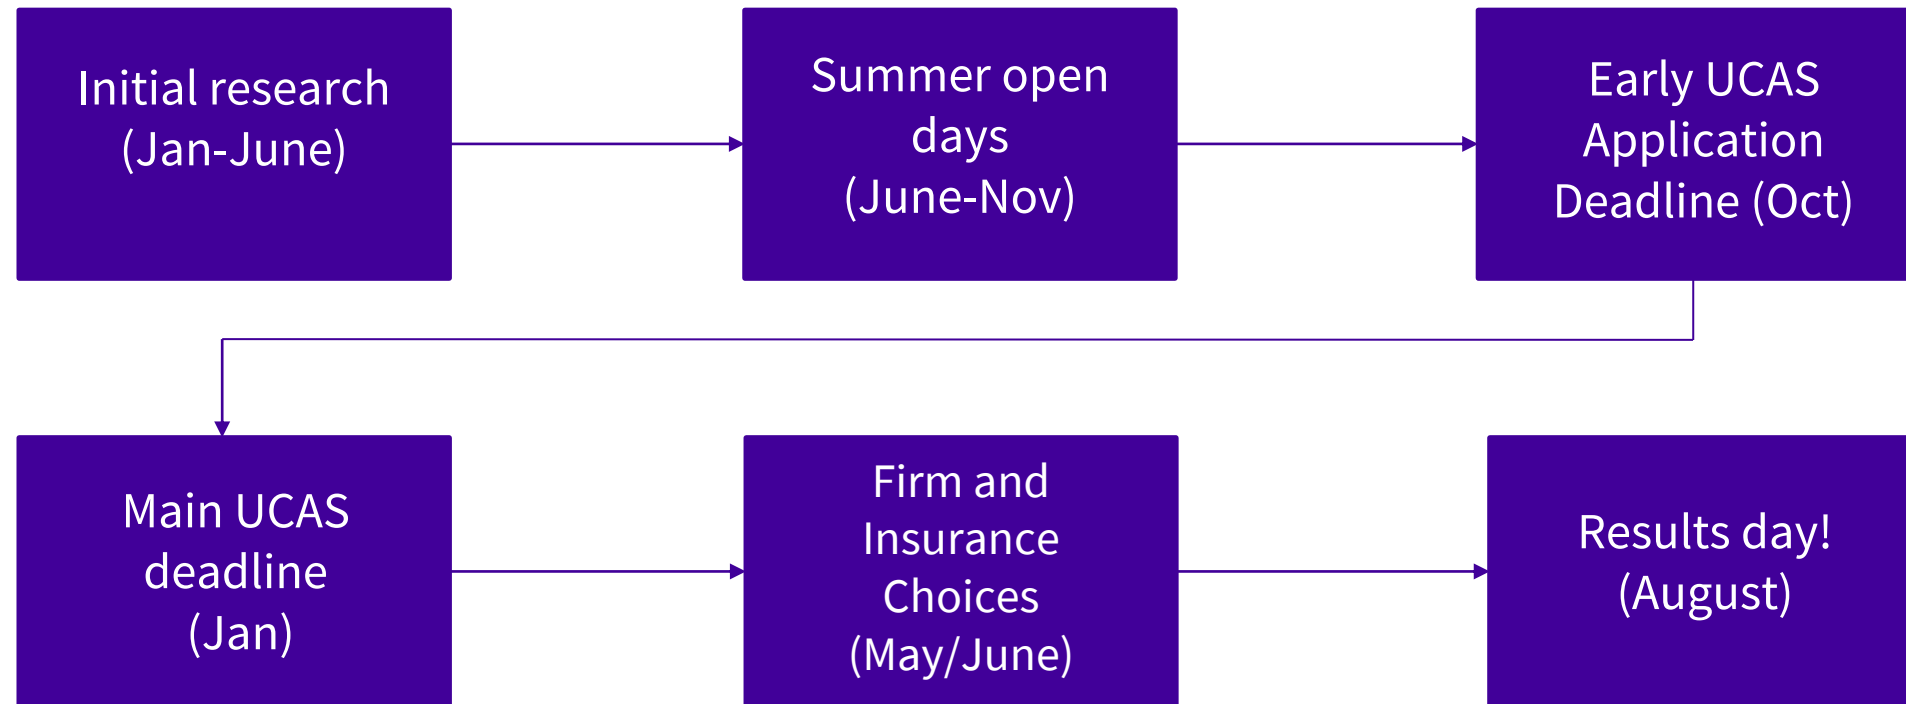 Initial research
(Jan-June)
Summer open
days
(June-Nov)
Early UCAS
Application
Deadline (Oct)
Main UCAS
deadline
(Jan)
Firm and
Insurance
Choices
(May/June)
Results day!
(August)